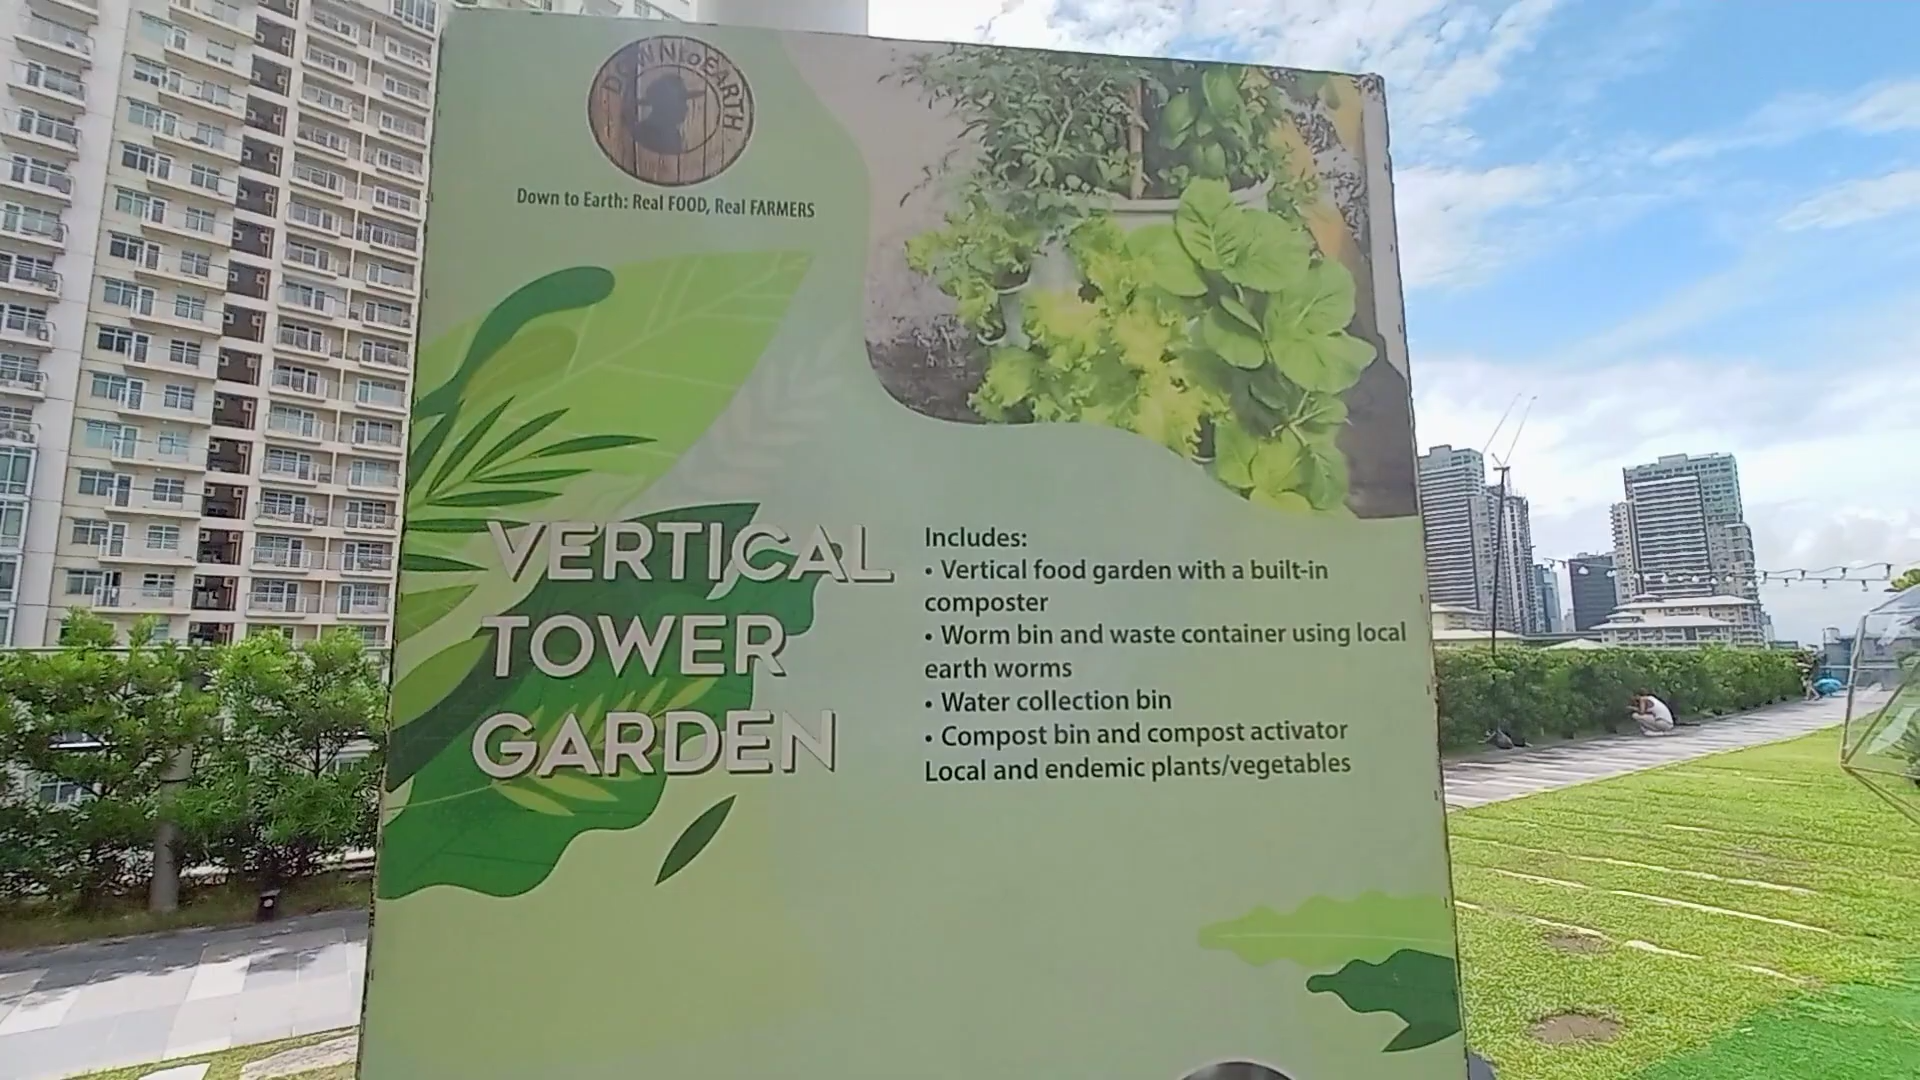 DOWN to EARTH
Down to Earth: Real FOOD, Real FARMERS
VERTICAL
TOWER
GARDEN
Includes:
• Vertical food garden with a built-in
composter
• Worm bin and waste container using local
earth worms
• Water collection bin
• Compost bin and compost activator
Local and endemic plants/vegetables